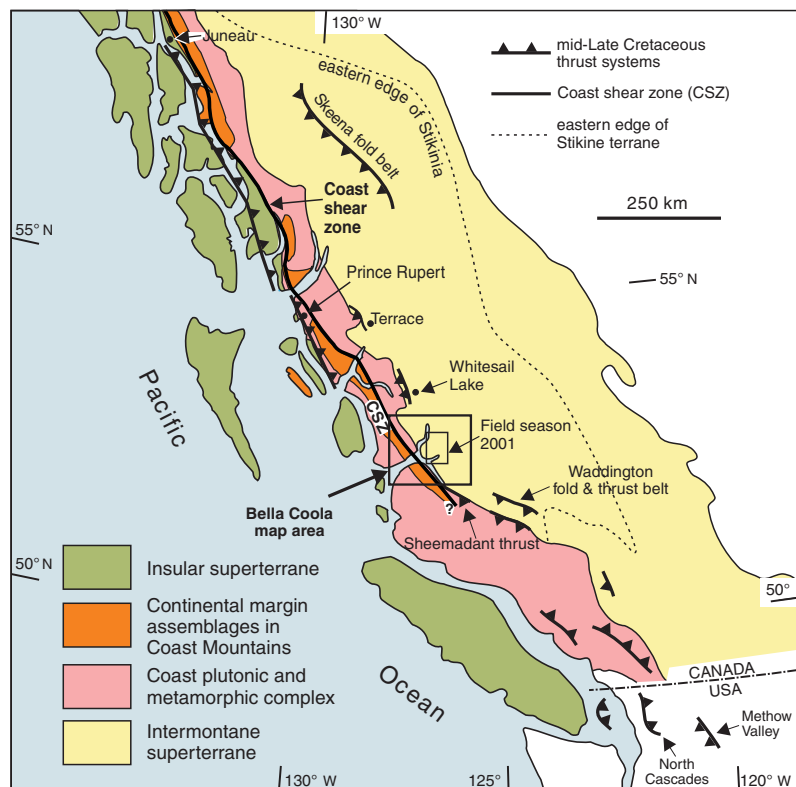 130° W
Juneau
mid-Late Cretaceous
thrust systems
Coast shear zone (CSZ)
eastern edge of
Stikine terrane
eastern edge of
Stikinia
Skeena fold belt
250 km
Coast
shear
zone
55° N
55° N
Prince Rupert
Terrace
Whitesail
Lake
Pacific
CSZ
Field season
2001
Waddington
fold & thrust belt
Bella Coola
map area
?
Sheemadant thrust
50° N
50°
Insular superterrane
Continental margin
assemblages in
Coast Mountains
Coast plutonic and
metamorphic complex
Intermontane
superterrane
Ocean
CANADA
USA
Methow
Valley
North
Cascades
130° W
125°
120° W